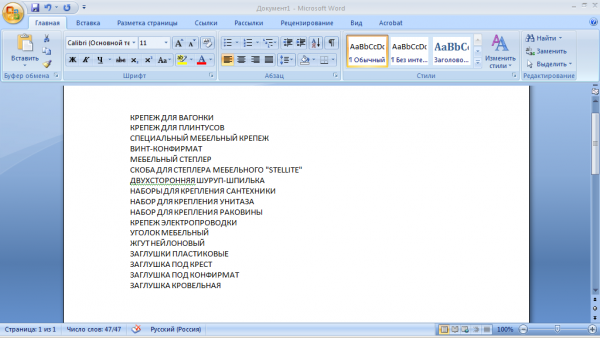 Документ1 - Microsoft Word
Главная Вставка Разметка страницы Ссылки Рассылки Рецензирование Вид Acrobat
Вставить
Calibri (Основной те 11
Ж К Ч
AaBbCcDc AaBbCcDc AaBbCc
¶ Обычный ¶ Без инте... Заголово...
Изменить стили
Найти
Заменить
Выделить
Буфер обмена Шрифт Абзац Стили Редактирование
КРЕПЕЖ ДЛЯ ВАГОНКИ
КРЕПЕЖ ДЛЯ ПЛИНТУСОВ
СПЕЦИАЛЬНЫЙ МЕБЕЛЬНЫЙ КРЕПЕЖ
ВИНТ-КОНФИРМАТ
МЕБЕЛЬНЫЙ СТЕПЛЕР
СКОБА ДЛЯ СТЕПЛЕРА МЕБЕЛЬНОГО "STELLITE"
ДВУХСТОРОННЯЯ ШУРУП-ШПИЛЬКА
НАБОРЫ ДЛЯ КРЕПЛЕНИЯ САНТЕХНИКИ
НАБОР ДЛЯ КРЕПЛЕНИЯ УНИТАЗА
НАБОР ДЛЯ КРЕПЛЕНИЯ РАКОВИНЫ
КРЕПЕЖ ЭЛЕКТРОПРОВОДКИ
УГОЛОК МЕБЕЛЬНЫЙ
ЖГУТ НЕЙЛОНОВЫЙ
ЗАГЛУШКИ ПЛАСТИКОВЫЕ
ЗАГЛУШКА ПОД КРЕСТ
ЗАГЛУШКА ПОД КОНФИРМАТ
ЗАГЛУШКА КРОВЕЛЬНАЯ
Страница: 1 из 1 Число слов: 47/47 Русский (Россия) 100%